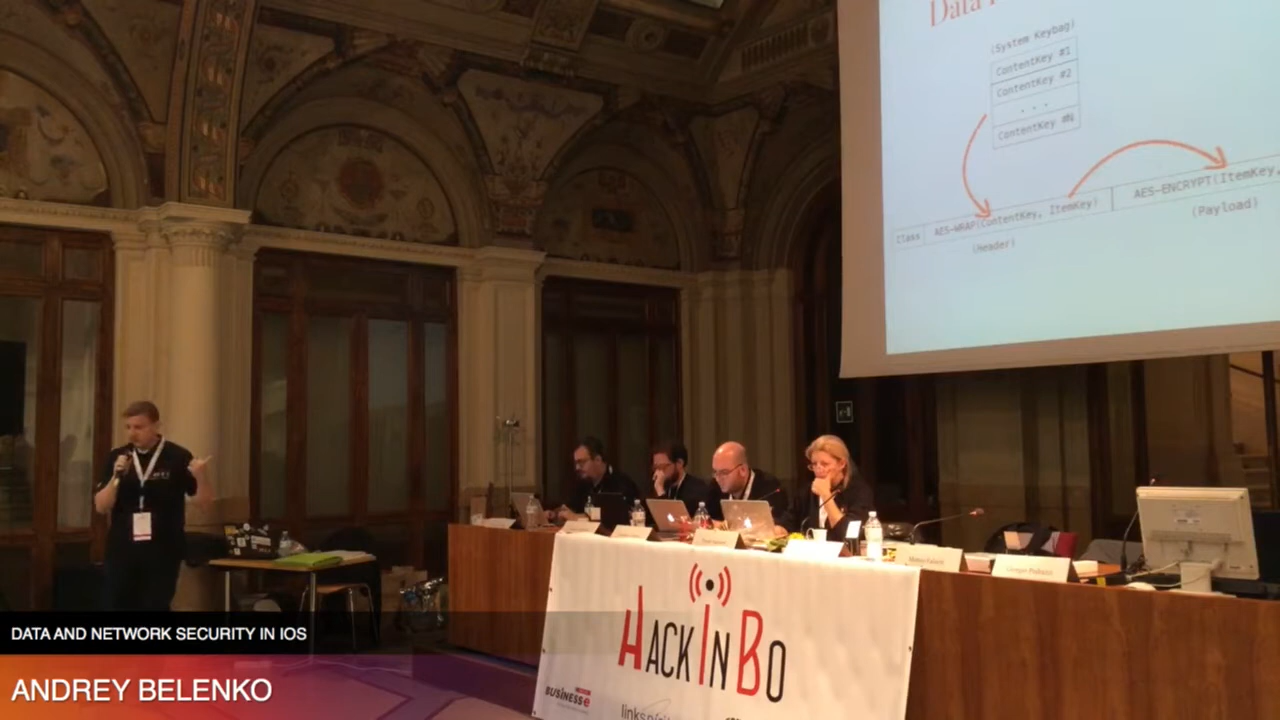 Data
(System Keybag)
ContentKey #1
ContentKey #2
. . .
ContentKey #N
Class
AES-WRAP(ContentKey, ItemKey)
(Header)
AES-ENCRYPT(ItemKey,
(Payload)
HACKINBO
BUSINESS-e
DATA AND NETWORK SECURITY IN IOS
ANDREY BELENKO